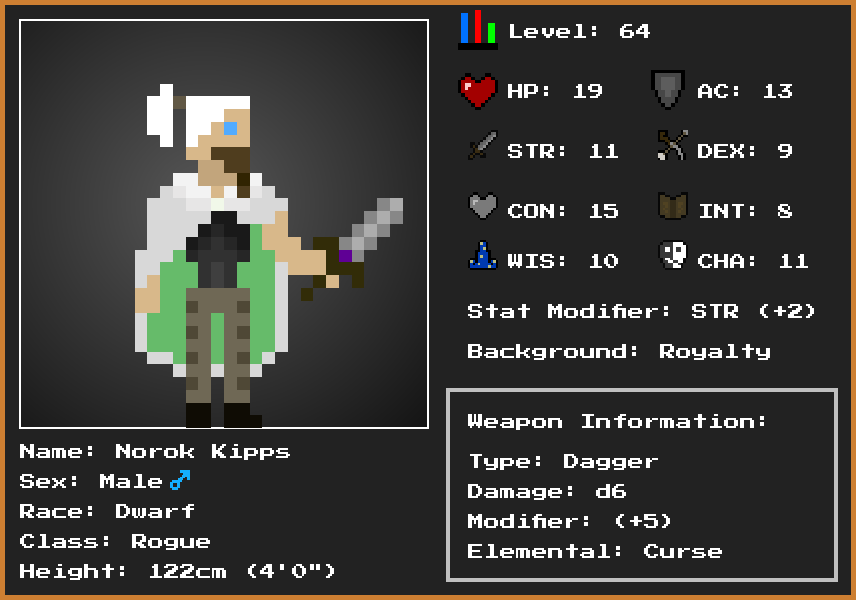 Level: 64
HP: 19
AC: 13
STR: 11
DEX: 9
CON: 15
INT: 8
WIS: 10
CHA: 11
Stat Modifier: STR (+2)
Background: Royalty
Weapon Information:
Type: Dagger
Damage: d6
Modifier: (+5)
Elemental: Curse
Name: Norok Kipps
Sex: Male♂
Race: Dwarf
Class: Rogue
Height: 122cm (4'0")